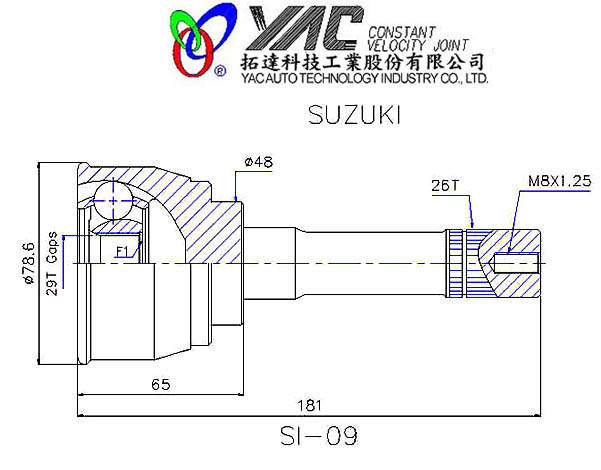 YAC CONSTANT
VELOCITY JOINT
®
拓達科技工業股份有限公司
YAC AUTO TECHNOLOGY INDUSTRY CO., LTD.
SUZUKI
ø48
26T
M8X1.25
ø78.6
29T Gaps
F1
65
181
SI-09